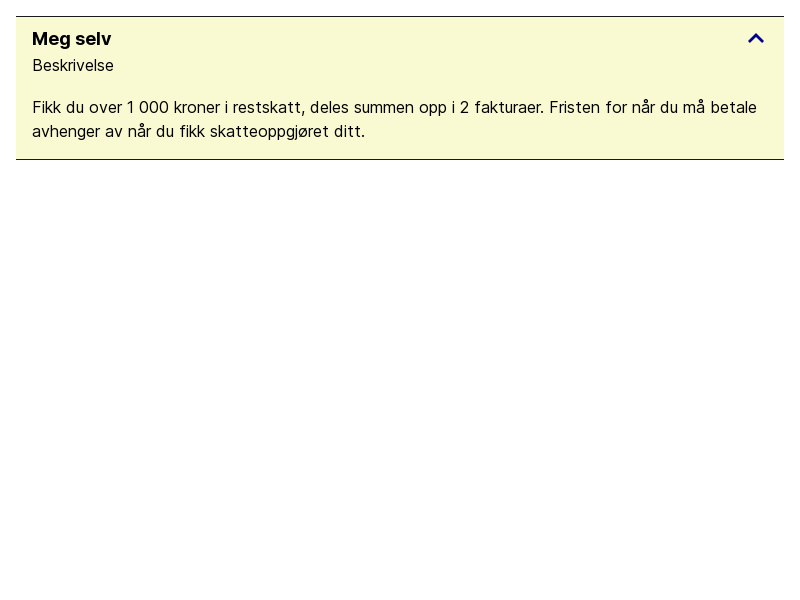 Meg selv
Beskrivelse
Fikk du over 1 000 kroner i restskatt, deles summen opp i 2 fakturaer. Fristen for når du må betale
avhenger av når du fikk skatteoppgjøret ditt.